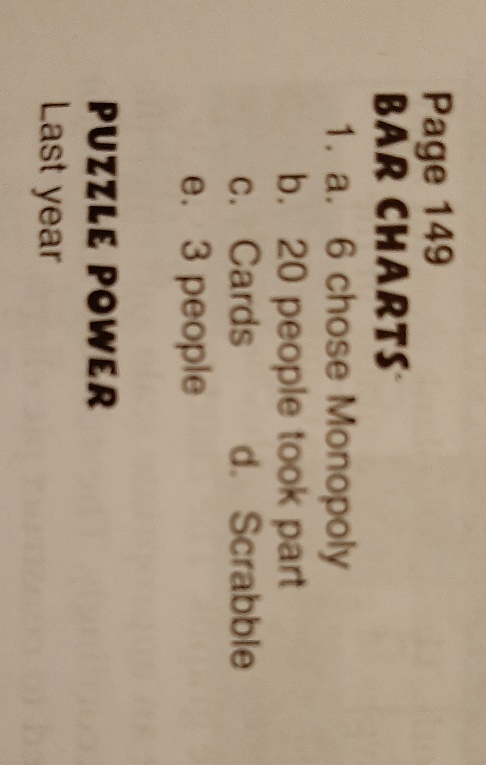 Page 149
BAR CHARTS
1. a. 6 chose Monopoly
b. 20 people took part
c. Cards d. Scrabble
e. 3 people
PUZZLE POWER
Last year